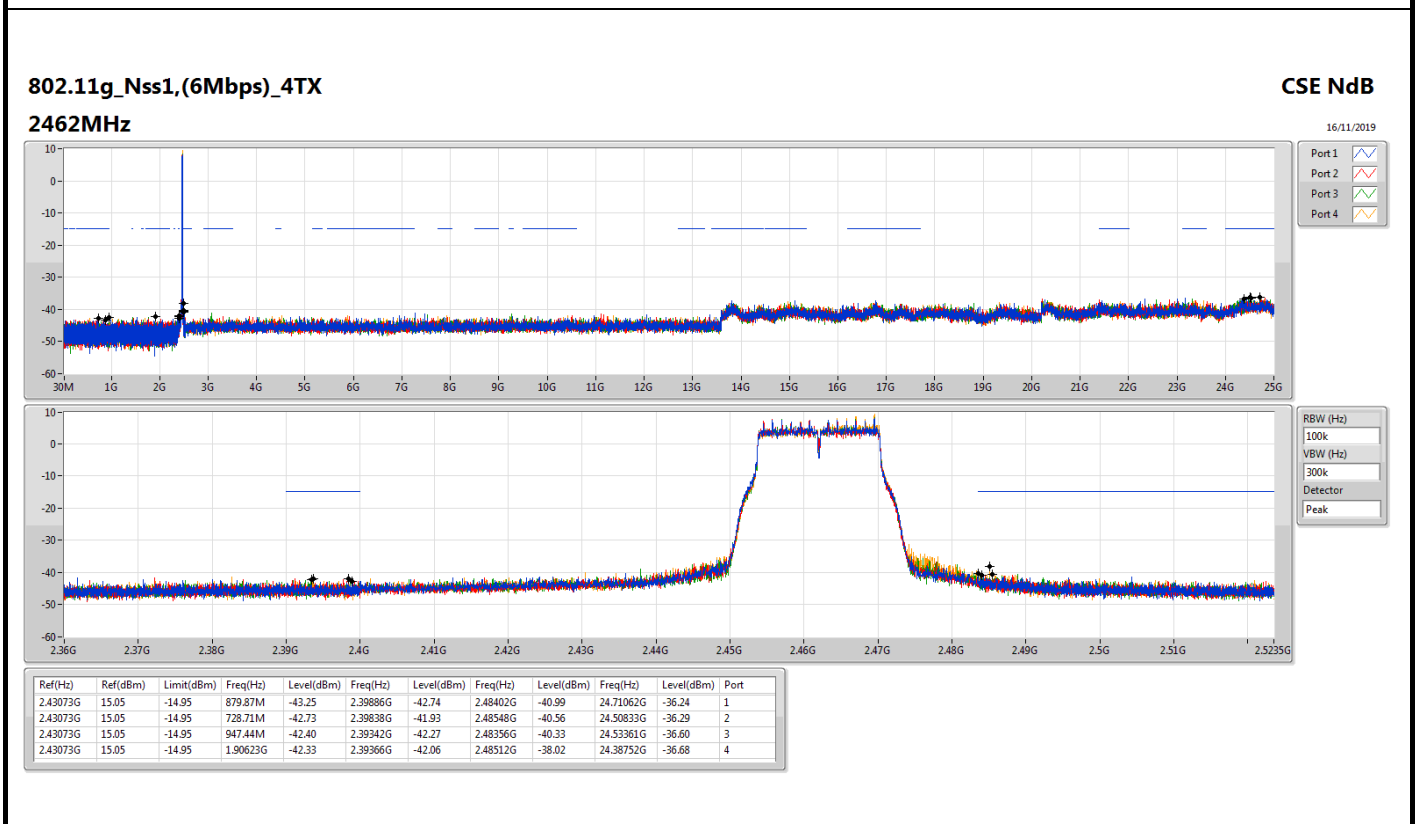 802.11g_Nss1,(6Mbps)_4TX
CSE NdB
2462MHz
16/11/2019
10
0
-10
-20
-30
-40
-50
-60
30M 1G 2G 3G 4G 5G 6G 7G 8G 9G 10G 11G 12G 13G 14G 15G 16G 17G 18G 19G 20G 21G 22G 23G 24G 25G
Port 1
Port 2
Port 3
Port 4
10
0
-10
-20
-30
-40
-50
-60
2.36G 2.37G 2.38G 2.39G 2.4G 2.41G 2.42G 2.43G 2.44G 2.45G 2.46G 2.47G 2.48G 2.49G 2.5G 2.51G 2.5235G
RBW (Hz)
100k
VBW (Hz)
300k
Detector
Peak
Ref(Hz) Ref(dBm) Limit(dBm) Freq(Hz) Level(dBm) Freq(Hz) Level(dBm) Freq(Hz) Level(dBm) Freq(Hz) Level(dBm) Port
2.43073G 15.05 -14.95 879.87M -43.25 2.39886G -42.74 2.48402G -40.99 24.71062G -36.24 1
2.43073G 15.05 -14.95 728.71M -42.73 2.39838G -41.93 2.48548G -40.56 24.50833G -36.29 2
2.43073G 15.05 -14.95 947.44M -42.40 2.39342G -42.27 2.48356G -40.33 24.53361G -36.60 3
2.43073G 15.05 -14.95 1.90623G -42.33 2.39366G -42.06 2.48512G -38.02 24.38752G -36.68 4